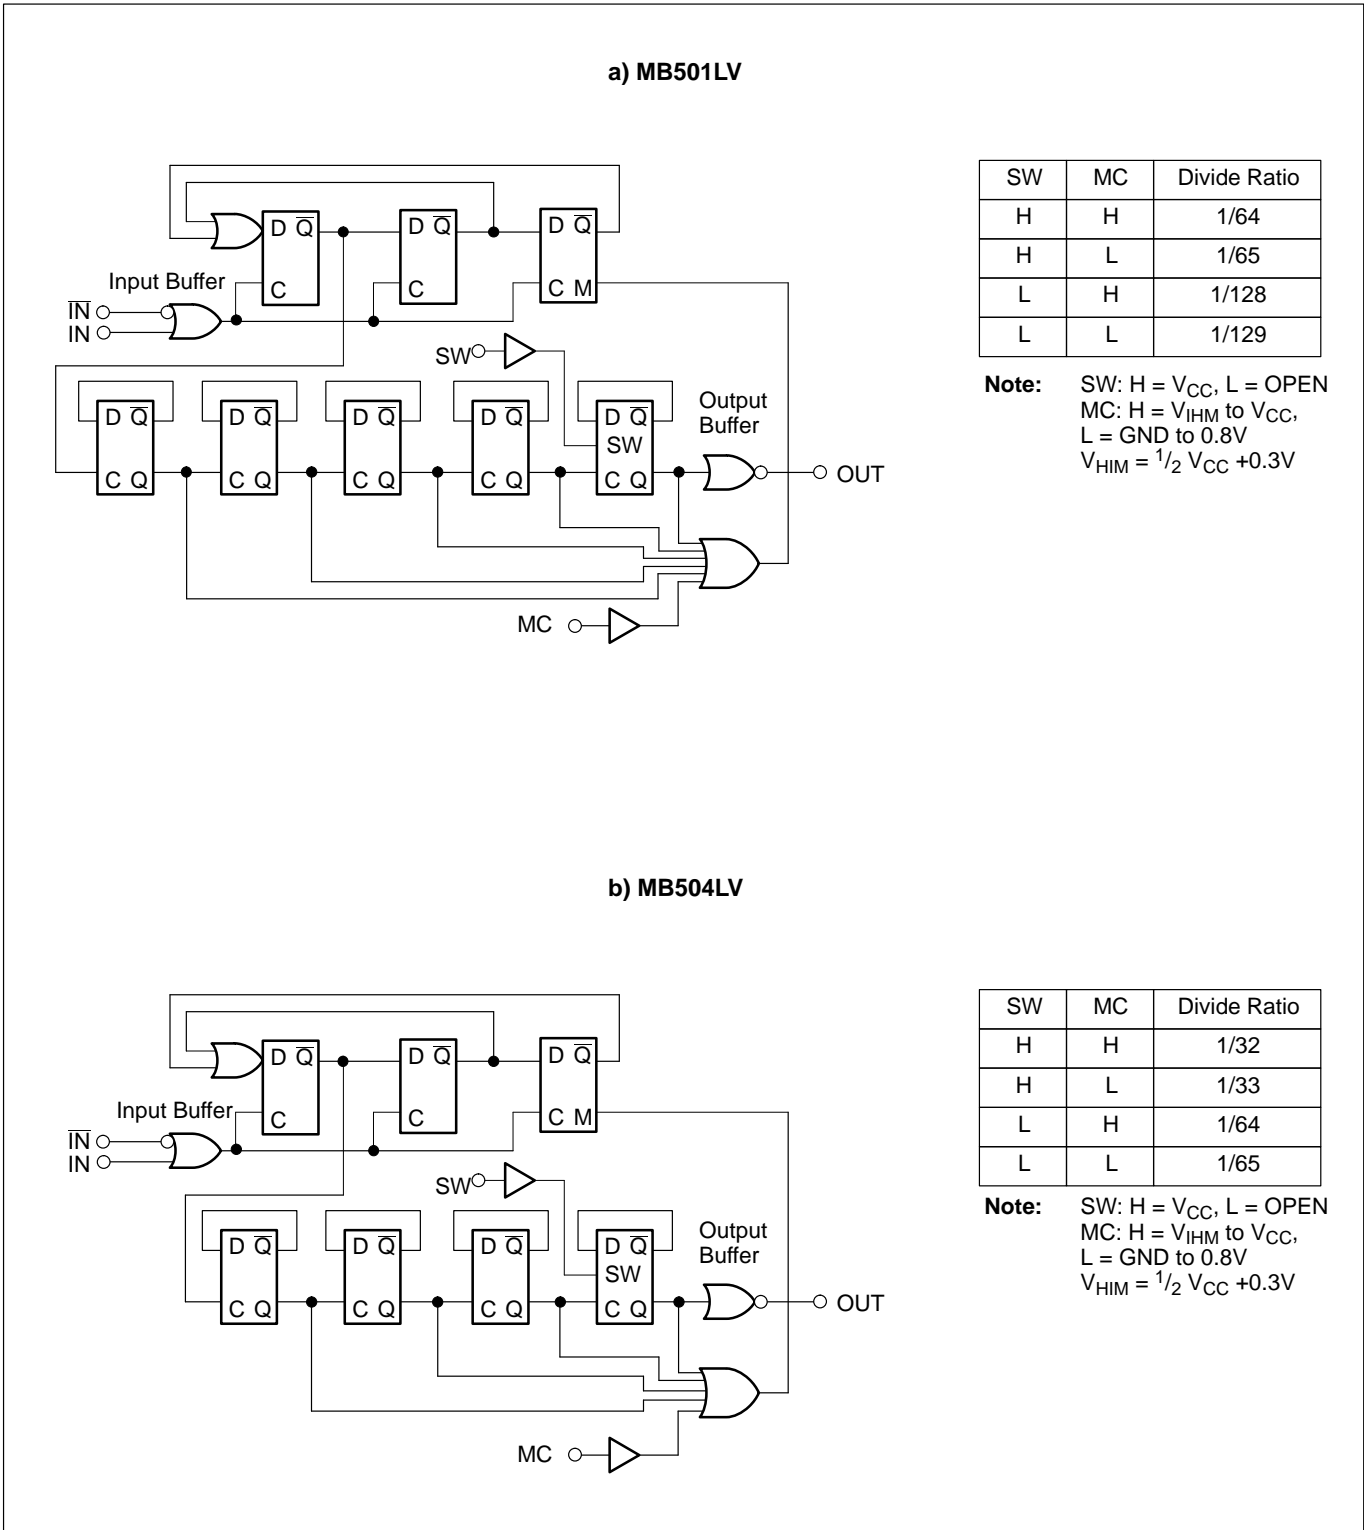 a) MB501LV
D Q̅ D Q̅ D Q̅
Input Buffer C C C M
I̅N̅
IN
SW
D Q̅ D Q̅ D Q̅ D Q̅ D Q̅
SW
C Q C Q C Q C Q C Q
Output
Buffer
OUT
MC
SW MC Divide Ratio
H H 1/64
H L 1/65
L H 1/128
L L 1/129
Note: SW: H = VCC, L = OPEN
MC: H = VIHM to VCC,
L = GND to 0.8V
VHIM = 1/2 VCC +0.3V
b) MB504LV
D Q̅ D Q̅ D Q̅
Input Buffer C C C M
I̅N̅
IN
SW
D Q̅ D Q̅ D Q̅ D Q̅
SW
C Q C Q C Q C Q
Output
Buffer
OUT
MC
SW MC Divide Ratio
H H 1/32
H L 1/33
L H 1/64
L L 1/65
Note: SW: H = VCC, L = OPEN
MC: H = VIHM to VCC,
L = GND to 0.8V
VHIM = 1/2 VCC +0.3V